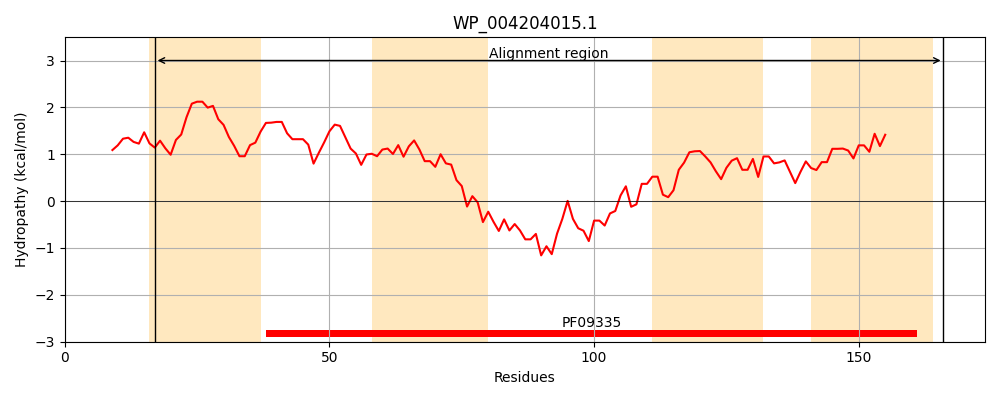 WP_004204015.1
Alignment region
3
2
1
0
−1
−2
−3
Hydropathy (kcal/mol)
PF09335
0
50
100
150
Residues